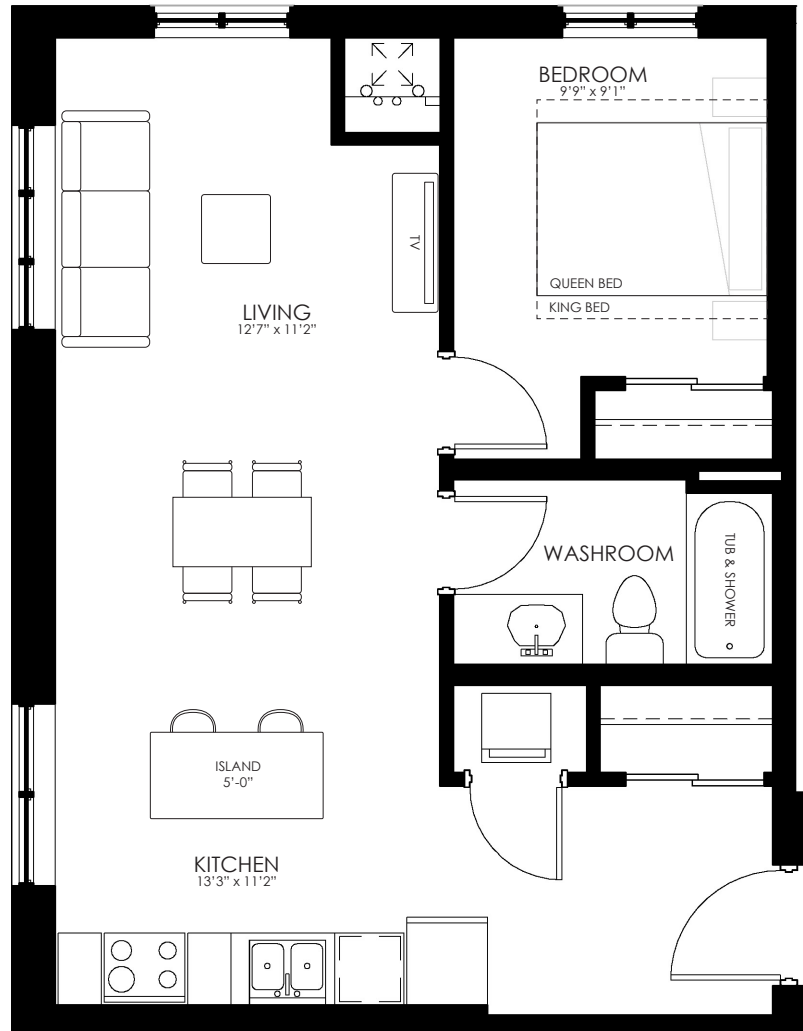 BEDROOM
9’9” x 9’1”
TV
QUEEN BED
KING BED
LIVING
12’7” x 11’2”
WASHROOM
TUB & SHOWER
ISLAND
5’-0”
KITCHEN
13’3” x 11’2”